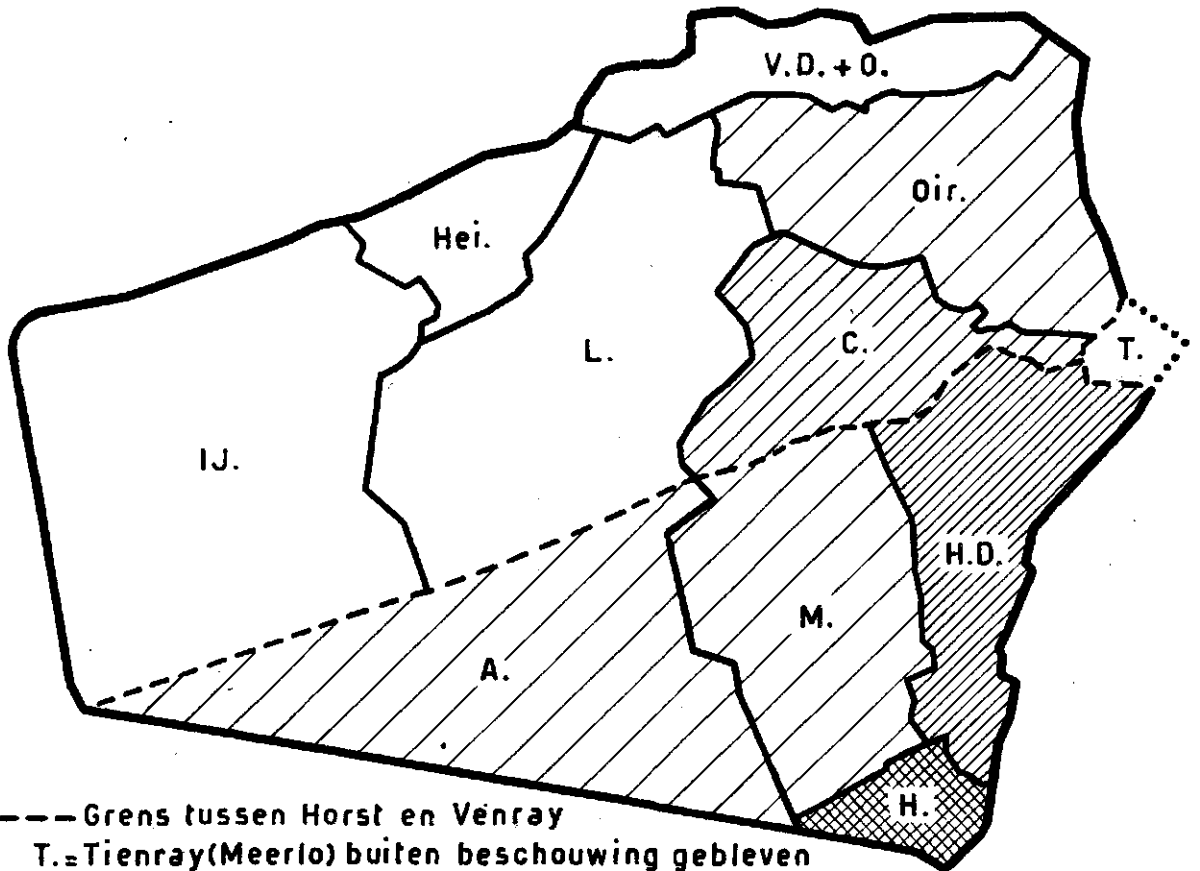 V.D. + O.
Oir.
Hei.
L.
C.
T.
IJ.
H.D.
M.
A.
H.
--- Grens tussen Horst en Venray
T.=Tienray(Meerlo) buiten beschouwing gebleven